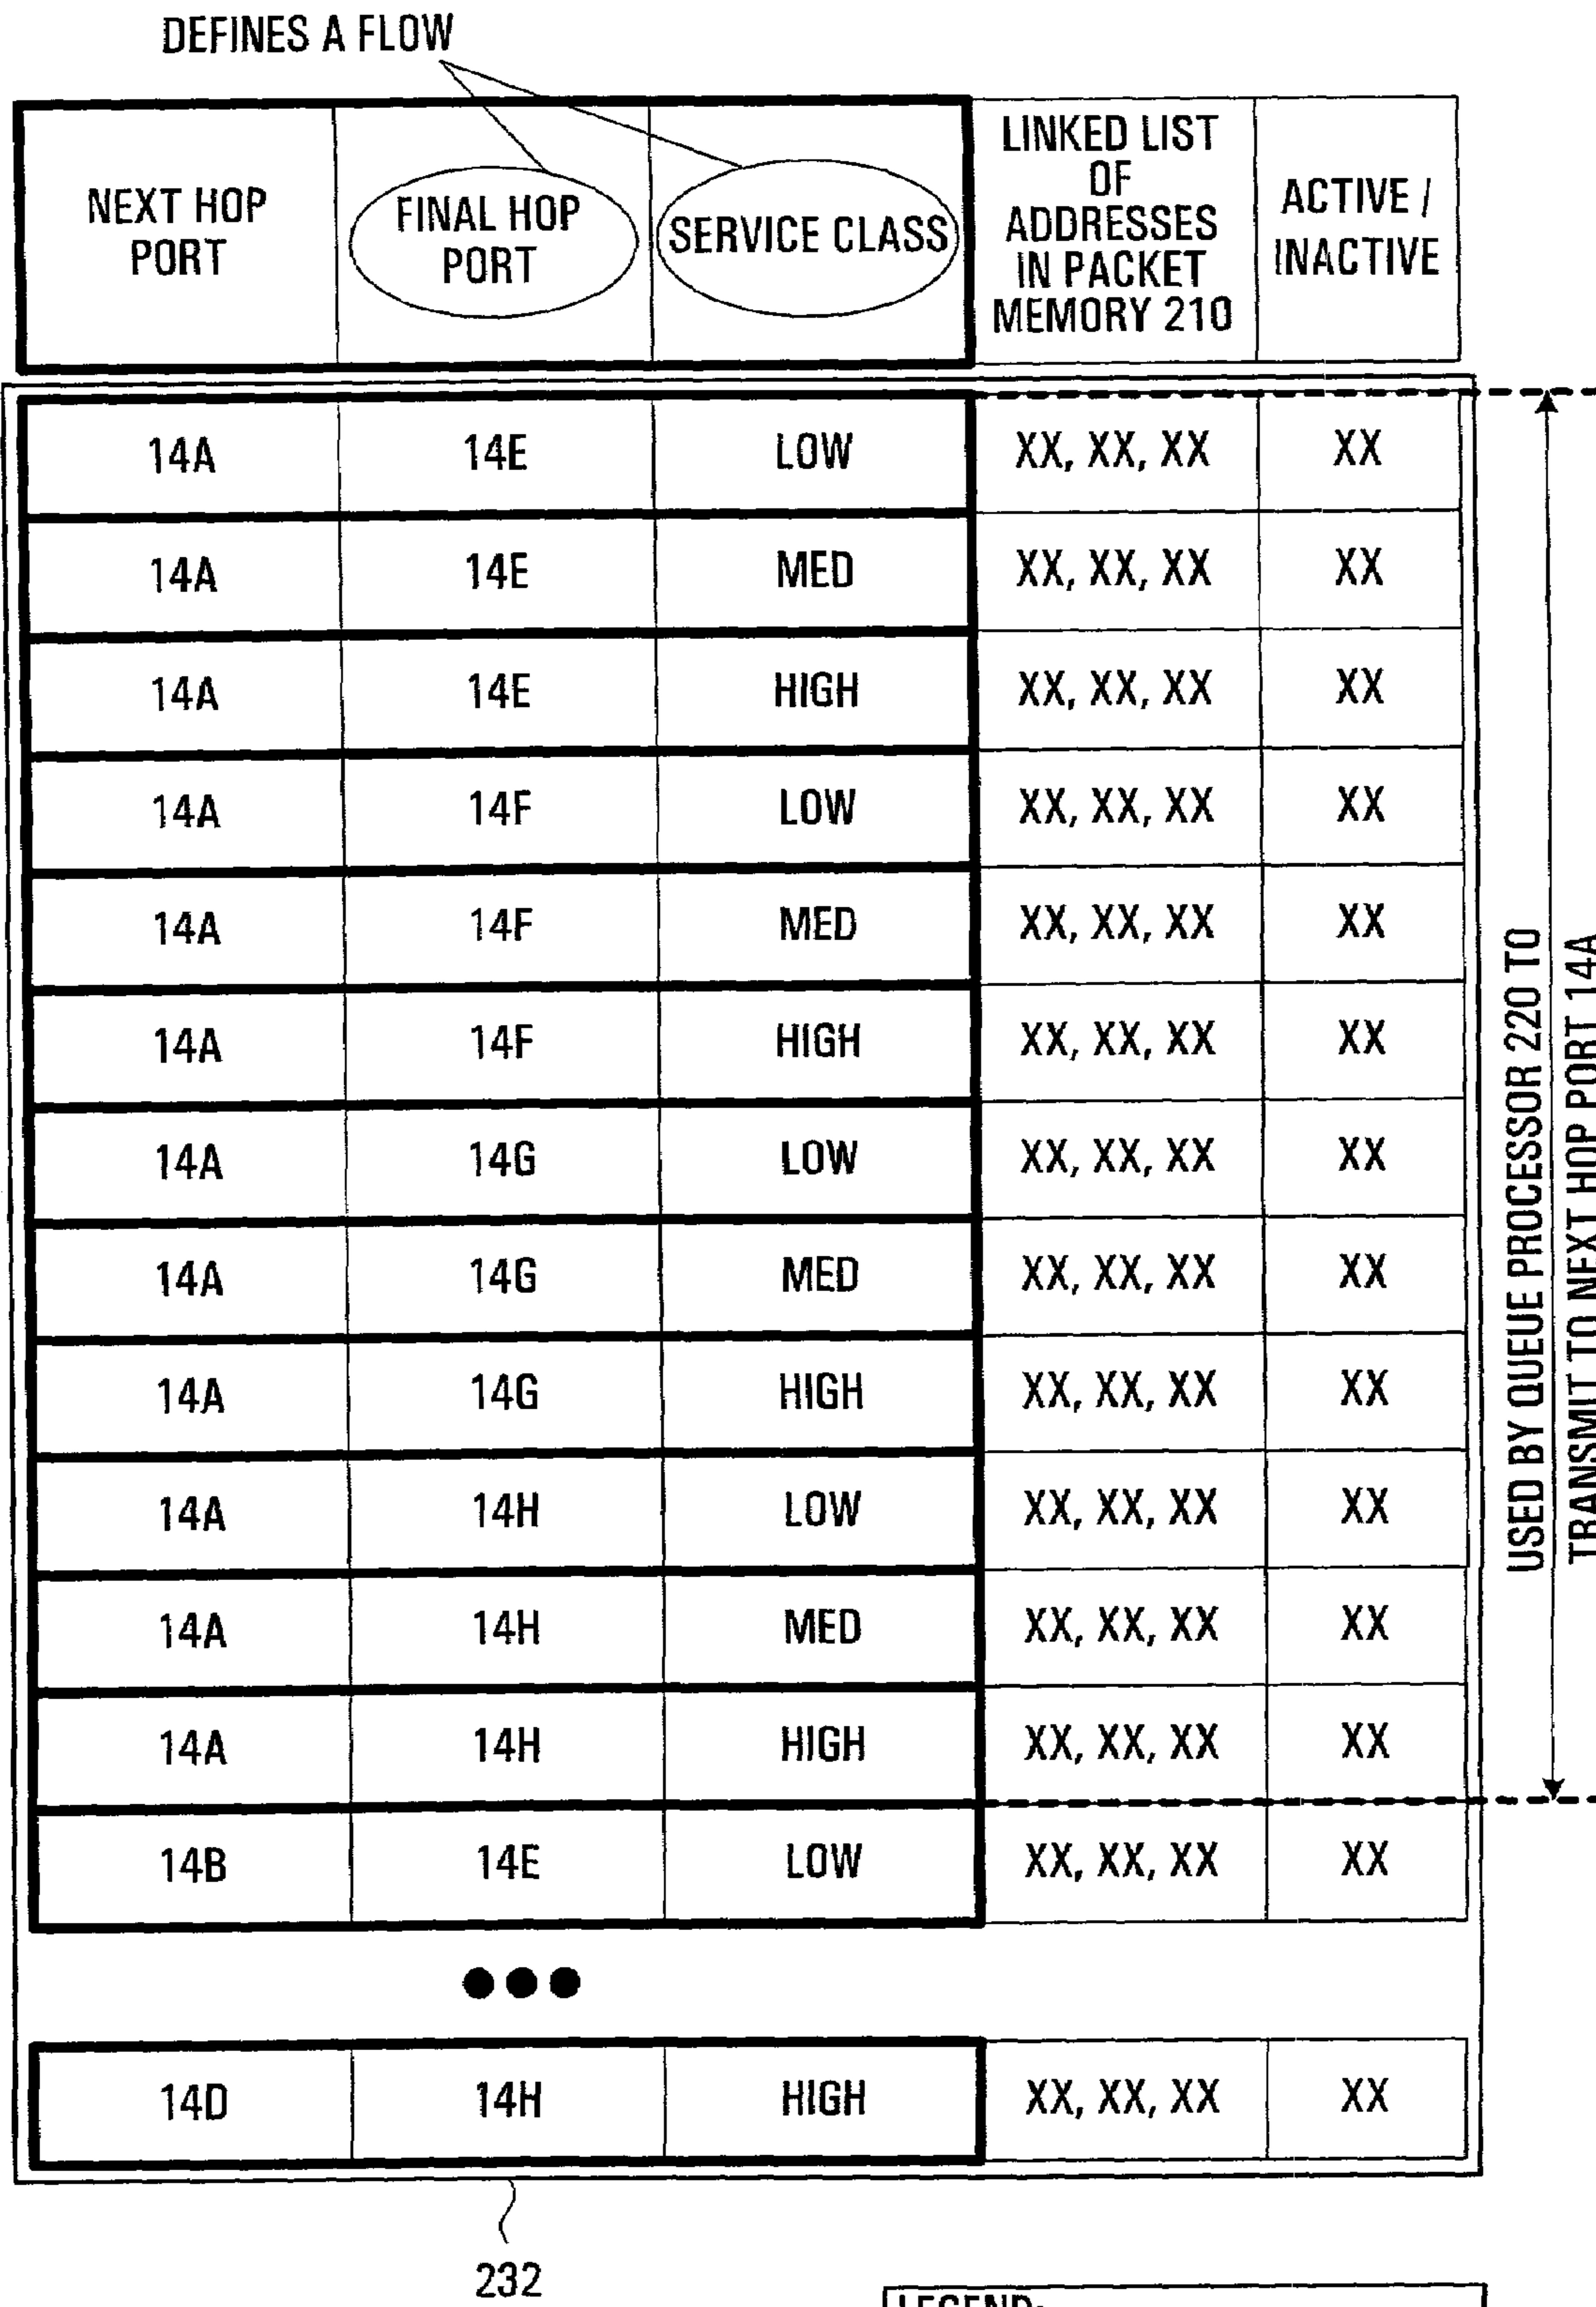 DEFINES A FLOW
NEXT HOP
PORT
FINAL HOP
PORT
SERVICE CLASS
LINKED LIST
OF
ADDRESSES
IN PACKET
MEMORY 210
ACTIVE /
INACTIVE
14A 14E LOW XX, XX, XX XX
14A 14E MED XX, XX, XX XX
14A 14E HIGH XX, XX, XX XX
14A 14F LOW XX, XX, XX XX
14A 14F MED XX, XX, XX XX
14A 14F HIGH XX, XX, XX XX
14A 14G LOW XX, XX, XX XX
14A 14G MED XX, XX, XX XX
14A 14G HIGH XX, XX, XX XX
14A 14H LOW XX, XX, XX XX
14A 14H MED XX, XX, XX XX
14A 14H HIGH XX, XX, XX XX
14B 14E LOW XX, XX, XX XX
●●●
14D 14H HIGH XX, XX, XX XX
USED BY QUEUE PROCESSOR 220 TO
TRANSMIT TO NEXT HOP PORT 14A
232
LEGEND: